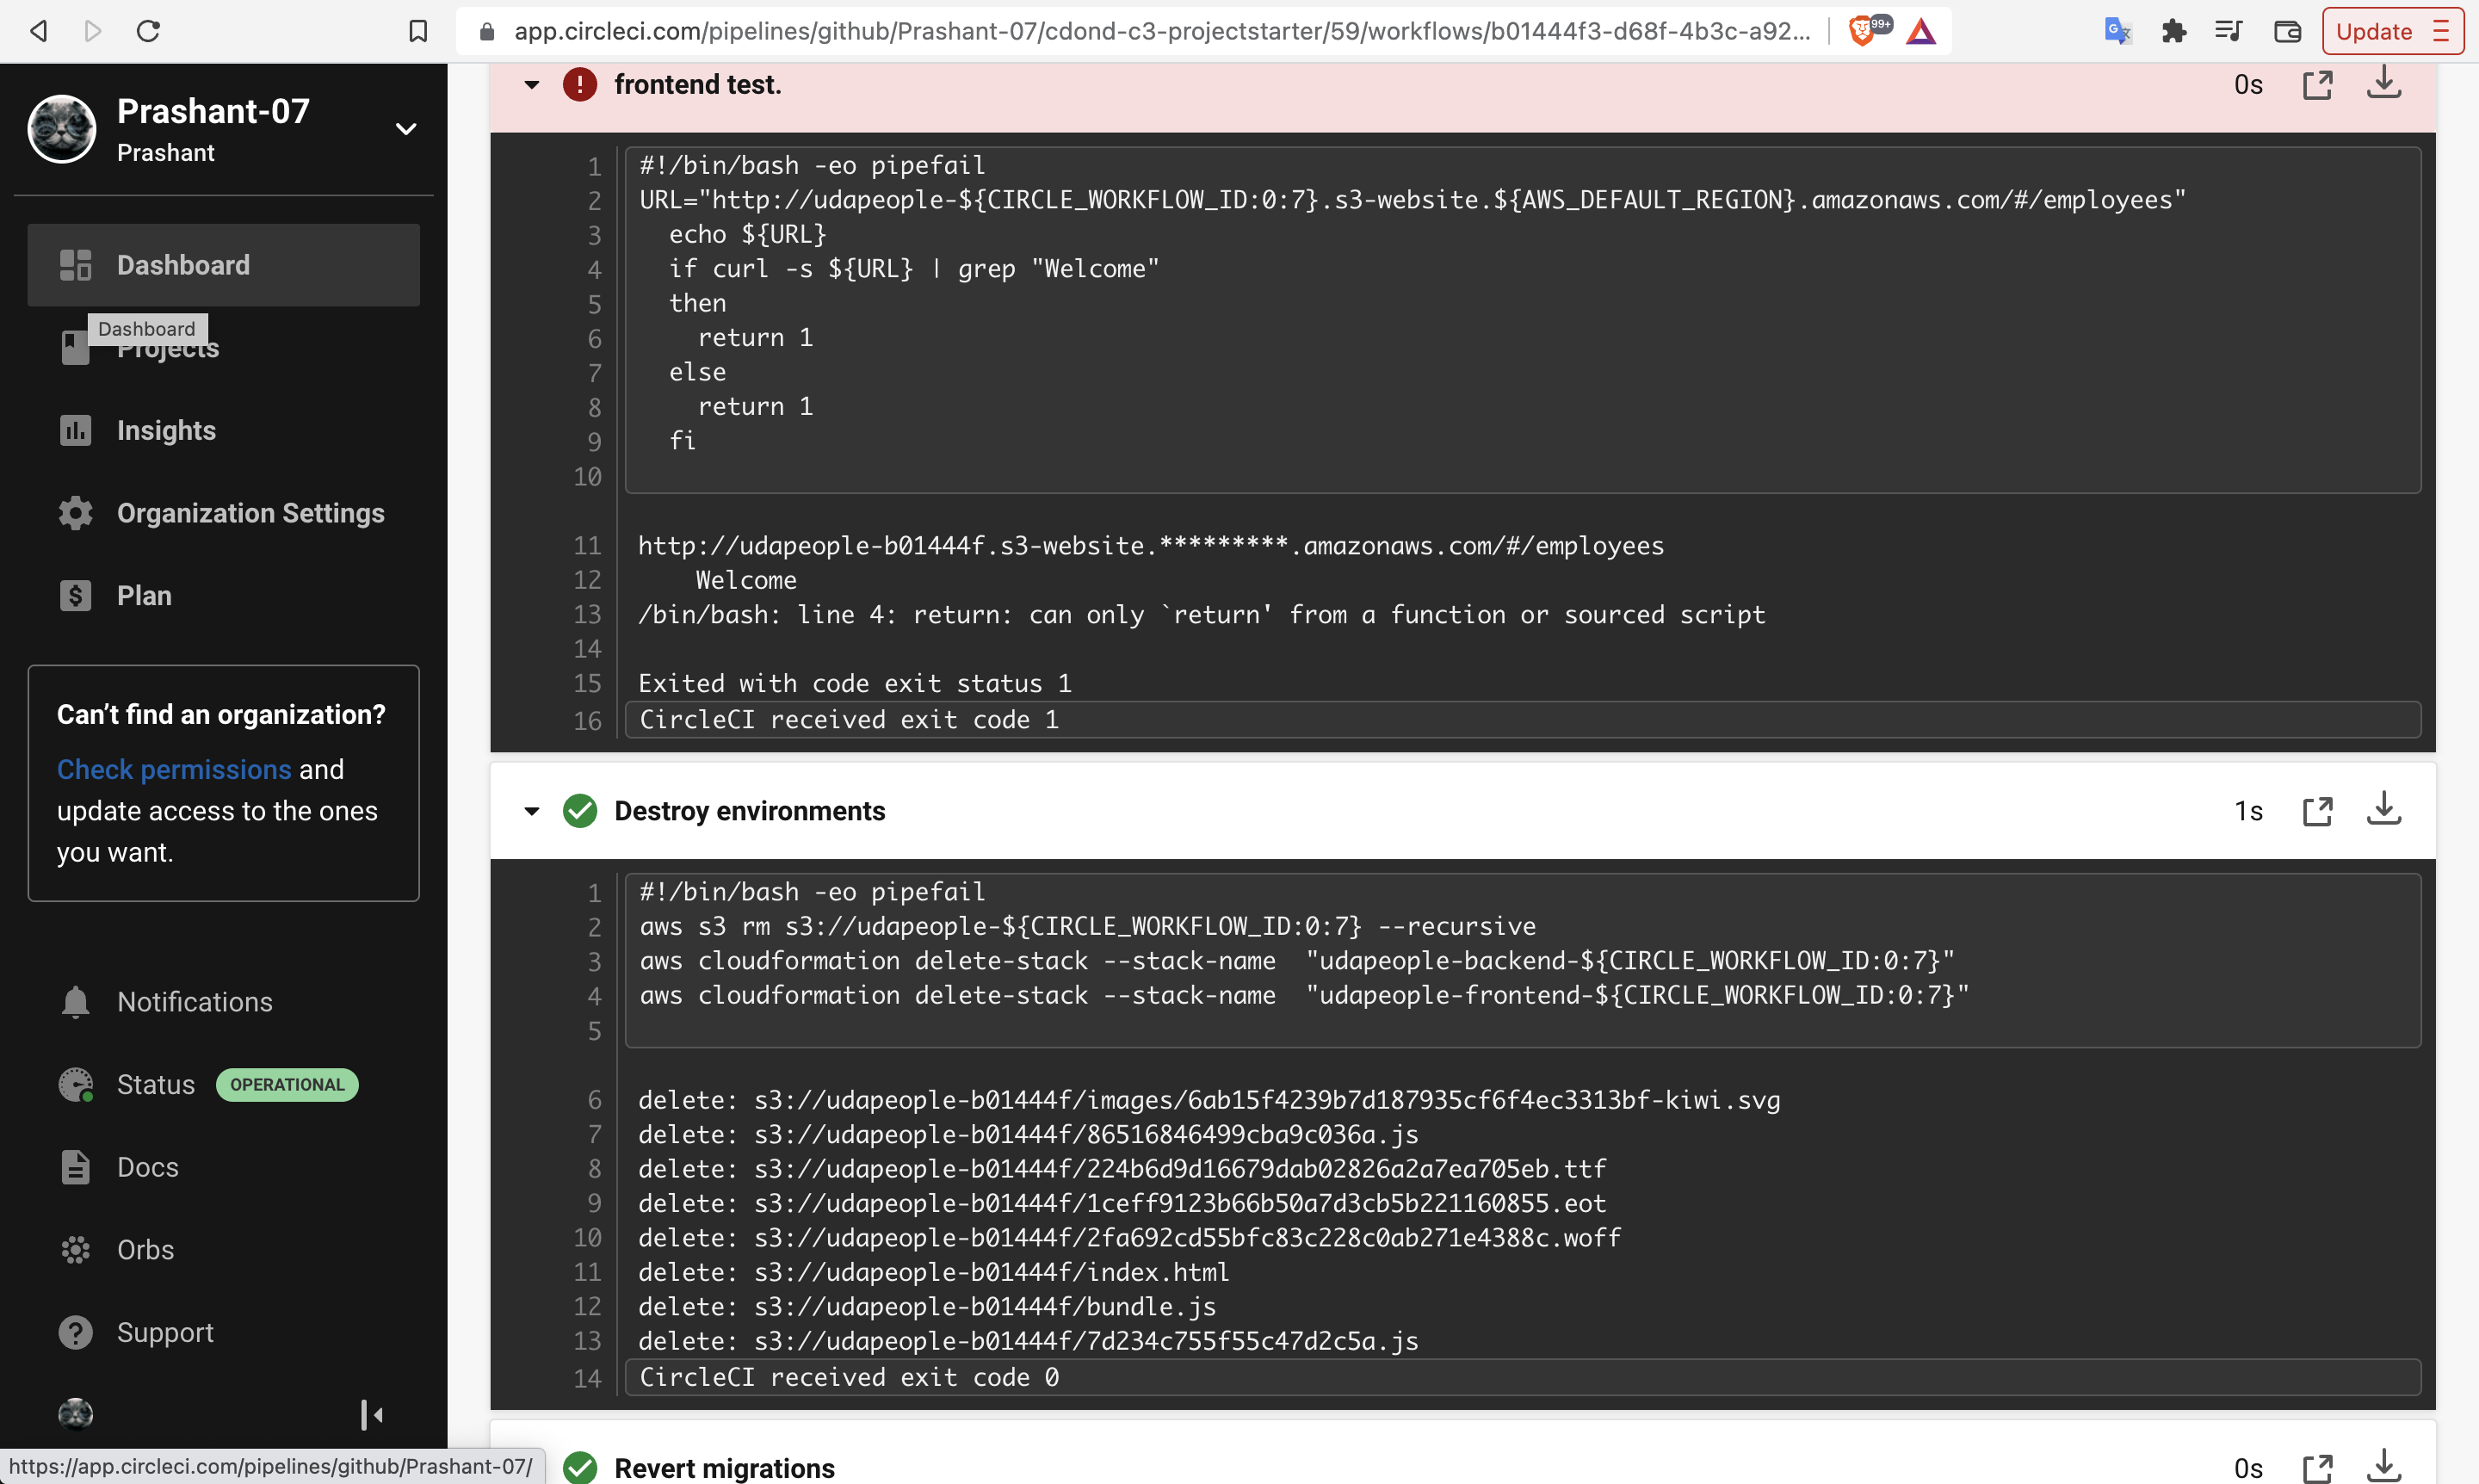 app.circleci.com/pipelines/github/Prashant-07/cdond-c3-projectstarter/59/workflows/b01444f3-d68f-4b3c-a92...
99+
Update
Prashant-07
Prashant
Dashboard
Dashboard
Projects
Insights
Organization Settings
Plan
Can't find an organization?
Check permissions and
update access to the ones
you want.
Notifications
Status OPERATIONAL
Docs
Orbs
Support
https://app.circleci.com/pipelines/github/Prashant-07/
frontend test. 0s
1 #!/bin/bash -eo pipefail
2 URL="http://udapeople-${CIRCLE_WORKFLOW_ID:0:7}.s3-website.${AWS_DEFAULT_REGION}.amazonaws.com/#/employees"
3 echo ${URL}
4 if curl -s ${URL} | grep "Welcome"
5 then
6 return 1
7 else
8 return 1
9 fi
10
11 http://udapeople-b01444f.s3-website.*********.amazonaws.com/#/employees
12 Welcome
13 /bin/bash: line 4: return: can only `return' from a function or sourced script
14
15 Exited with code exit status 1
16 CircleCI received exit code 1
Destroy environments 1s
1 #!/bin/bash -eo pipefail
2 aws s3 rm s3://udapeople-${CIRCLE_WORKFLOW_ID:0:7} --recursive
3 aws cloudformation delete-stack --stack-name  "udapeople-backend-${CIRCLE_WORKFLOW_ID:0:7}"
4 aws cloudformation delete-stack --stack-name  "udapeople-frontend-${CIRCLE_WORKFLOW_ID:0:7}"
5
6 delete: s3://udapeople-b01444f/images/6ab15f4239b7d187935cf6f4ec3313bf-kiwi.svg
7 delete: s3://udapeople-b01444f/86516846499cba9c036a.js
8 delete: s3://udapeople-b01444f/224b6d9d16679dab02826a2a7ea705eb.ttf
9 delete: s3://udapeople-b01444f/1ceff9123b66b50a7d3cb5b221160855.eot
10 delete: s3://udapeople-b01444f/2fa692cd55bfc83c228c0ab271e4388c.woff
11 delete: s3://udapeople-b01444f/index.html
12 delete: s3://udapeople-b01444f/bundle.js
13 delete: s3://udapeople-b01444f/7d234c755f55c47d2c5a.js
14 CircleCI received exit code 0
Revert migrations 0s